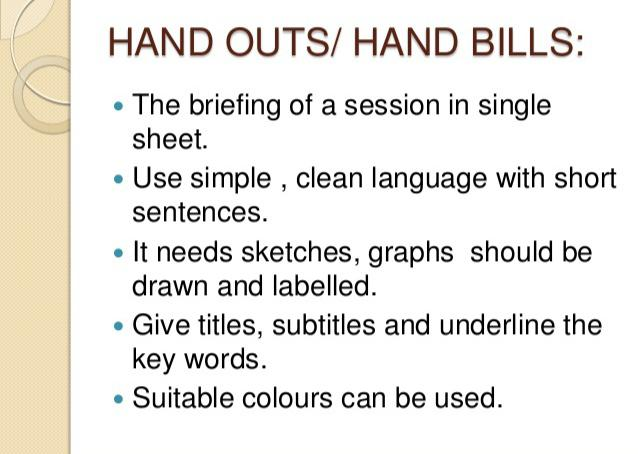 HAND OUTS/ HAND BILLS:
• The briefing of a session in single
sheet.
• Use simple , clean language with short
sentences.
• It needs sketches, graphs  should be
drawn and labelled.
• Give titles, subtitles and underline the
key words.
• Suitable colours can be used.